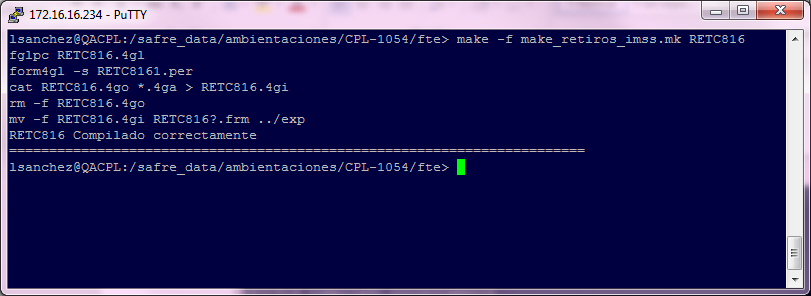 172.16.16.234 - PuTTY
lsanchez@QACPL:/safre_data/ambientaciones/CPL-1054/fte> make -f make_retiros_imss.mk RETC816
fglpc RETC816.4gl
form4gl -s RETC8161.per
cat RETC816.4go *.4ga > RETC816.4gi
rm -f RETC816.4go
mv -f RETC816.4gi RETC816?.frm ../exp
RETC816 Compilado correctamente
========================================================================
lsanchez@QACPL:/safre_data/ambientaciones/CPL-1054/fte>